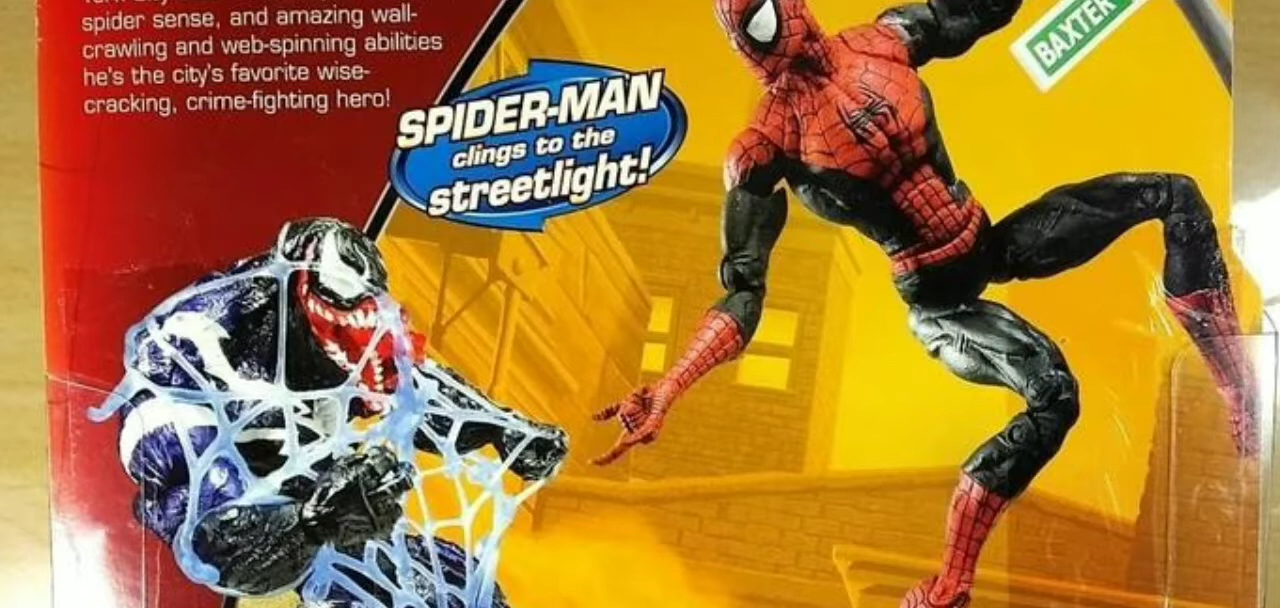 spider sense, and amazing wall-
crawling and web-spinning abilities
he's the city's favorite wise-
cracking, crime-fighting hero!
SPIDER-MAN
clings to the
streetlight!
BAXTER